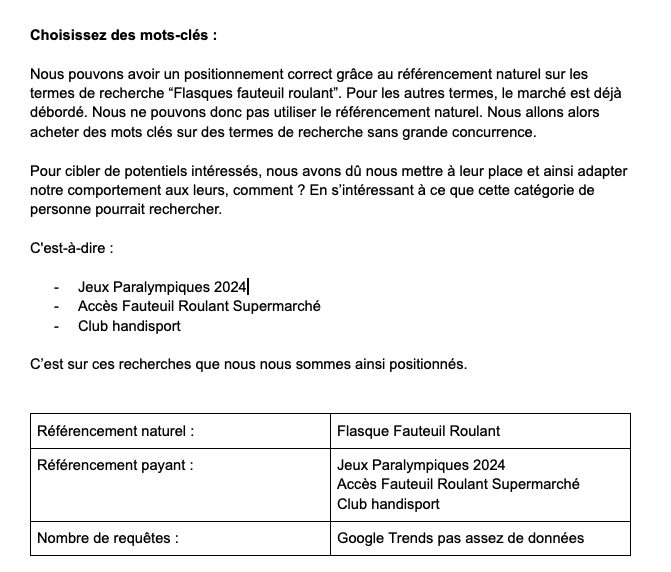 Choisissez des mots-clés :
Nous pouvons avoir un positionnement correct grâce au référencement naturel sur les
termes de recherche “Flasques fauteuil roulant”. Pour les autres termes, le marché est déjà
débordé. Nous ne pouvons donc pas utiliser le référencement naturel. Nous allons alors
acheter des mots clés sur des termes de recherche sans grande concurrence.
Pour cibler de potentiels intéressés, nous avons dû nous mettre à leur place et ainsi adapter
notre comportement aux leurs, comment ? En s’intéressant à ce que cette catégorie de
personne pourrait rechercher.
C'est-à-dire :
- Jeux Paralympiques 2024
- Accès Fauteuil Roulant Supermarché
- Club handisport
C’est sur ces recherches que nous nous sommes ainsi positionnés.
Référencement naturel : Flasque Fauteuil Roulant
Référencement payant : Jeux Paralympiques 2024
Accès Fauteuil Roulant Supermarché
Club handisport
Nombre de requêtes : Google Trends pas assez de données